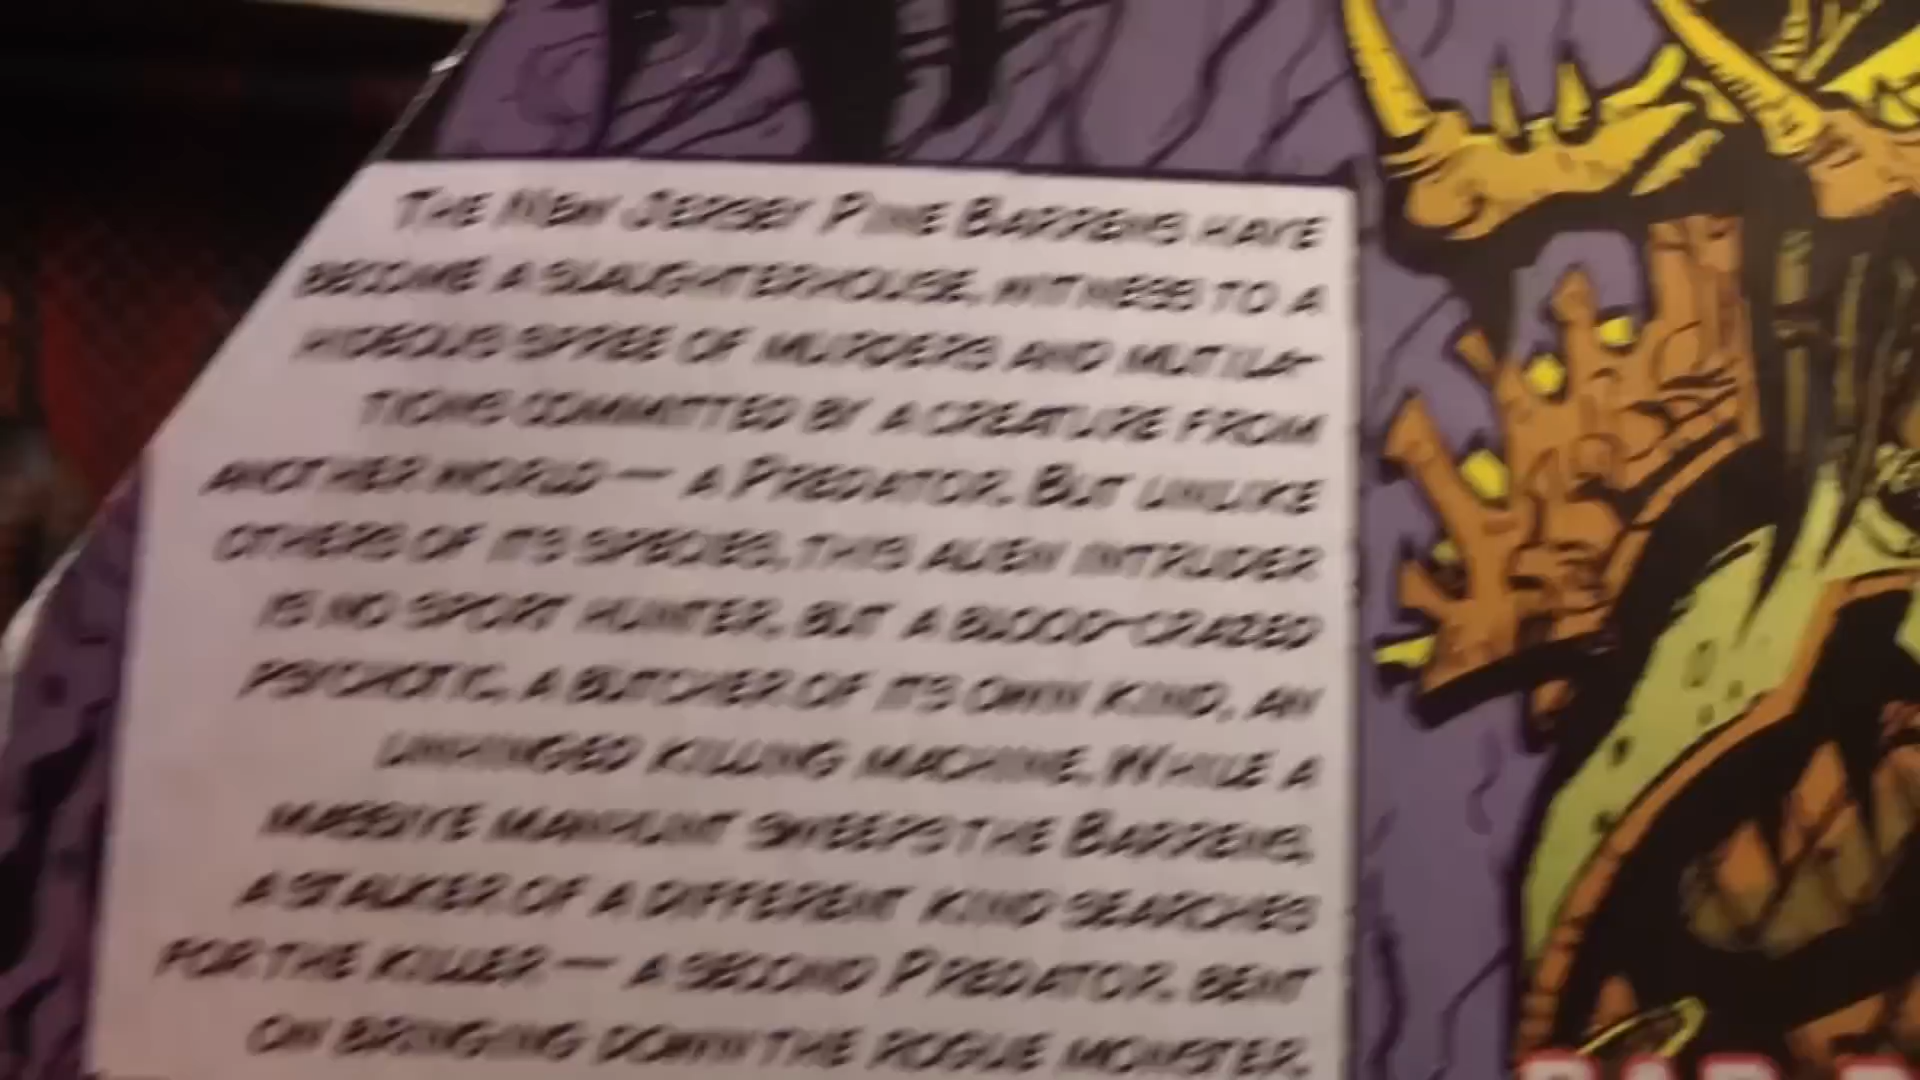 The New Jersey Pine Barrens have
become a slaughterhouse, witness to a
hideous spree of murders and mutila-
tions committed by a creature from
another world — a Predator. But unlike
others of its species, this alien intruder
is no sport hunter, but a blood-crazed
psychotic, a butcher of its own kind, an
unhinged killing machine. While a
massive manhunt sweeps the Barrens,
a stalker of a different kind searches
for the killer — a second Predator, bent
on bringing down the rogue monster,